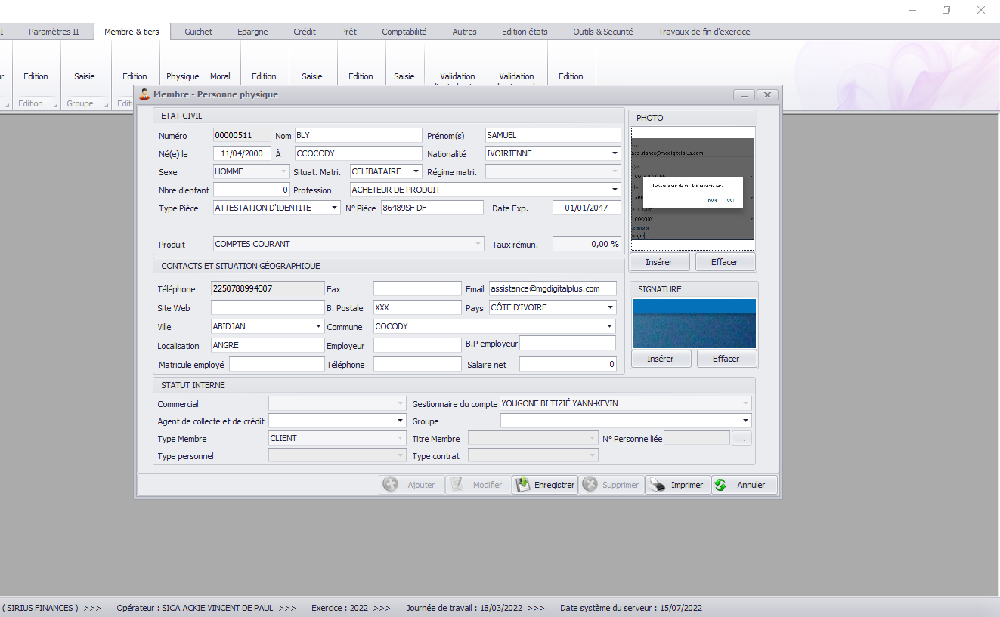 I Paramètres II Membre & tiers Guichet Epargne Crédit Prêt Comptabilité Autres Edition états Outils & Securité Travaux de fin d'exercice
Edition Saisie Edition Physique Moral Edition Saisie Edition Saisie Validation Validation Edition
Edition Groupe
Membre - Personne physique
ETAT CIVIL
Numéro 00000511 Nom BLY Prénom(s) SAMUEL
Né(e) le 11/04/2000 À CCOCODY Nationalité IVOIRIENNE
Sexe HOMME Situat. Matri. CELIBATAIRE Régime matri.
Nbre d'enfant 0 Profession ACHETEUR DE PRODUIT
Type Pièce ATTESTATION D'IDENTITE N° Pièce 86489SF DF Date Exp. 01/01/2047
Produit COMPTES COURANT Taux rémun. 0,00 %
PHOTO
assistance@mgdigitalplus.com
COCODY
Insérer Effacer
CONTACTS ET SITUATION GÉOGRAPHIQUE
Téléphone 2250788994307 Fax Email assistance@mgdigitalplus.com
Site Web B. Postale XXX Pays CÔTE D'IVOIRE
Ville ABIDJAN Commune COCODY
Localisation ANGRE Employeur B.P employeur
Matricule employé Téléphone Salaire net 0
SIGNATURE
Insérer Effacer
STATUT INTERNE
Commercial Gestionnaire du compte YOUGONE BI TIZIÉ YANN-KEVIN
Agent de collecte et de crédit Groupe
Type Membre CLIENT Titre Membre N° Personne liée ...
Type personnel Type contrat
Ajouter Modifier Enregistrer Supprimer Imprimer Annuler
( SIRIUS FINANCES ) >>> Opérateur : SICA ACKIE VINCENT DE PAUL >>> Exercice : 2022 >>> Journée de travail : 18/03/2022 >>> Date système du serveur : 15/07/2022